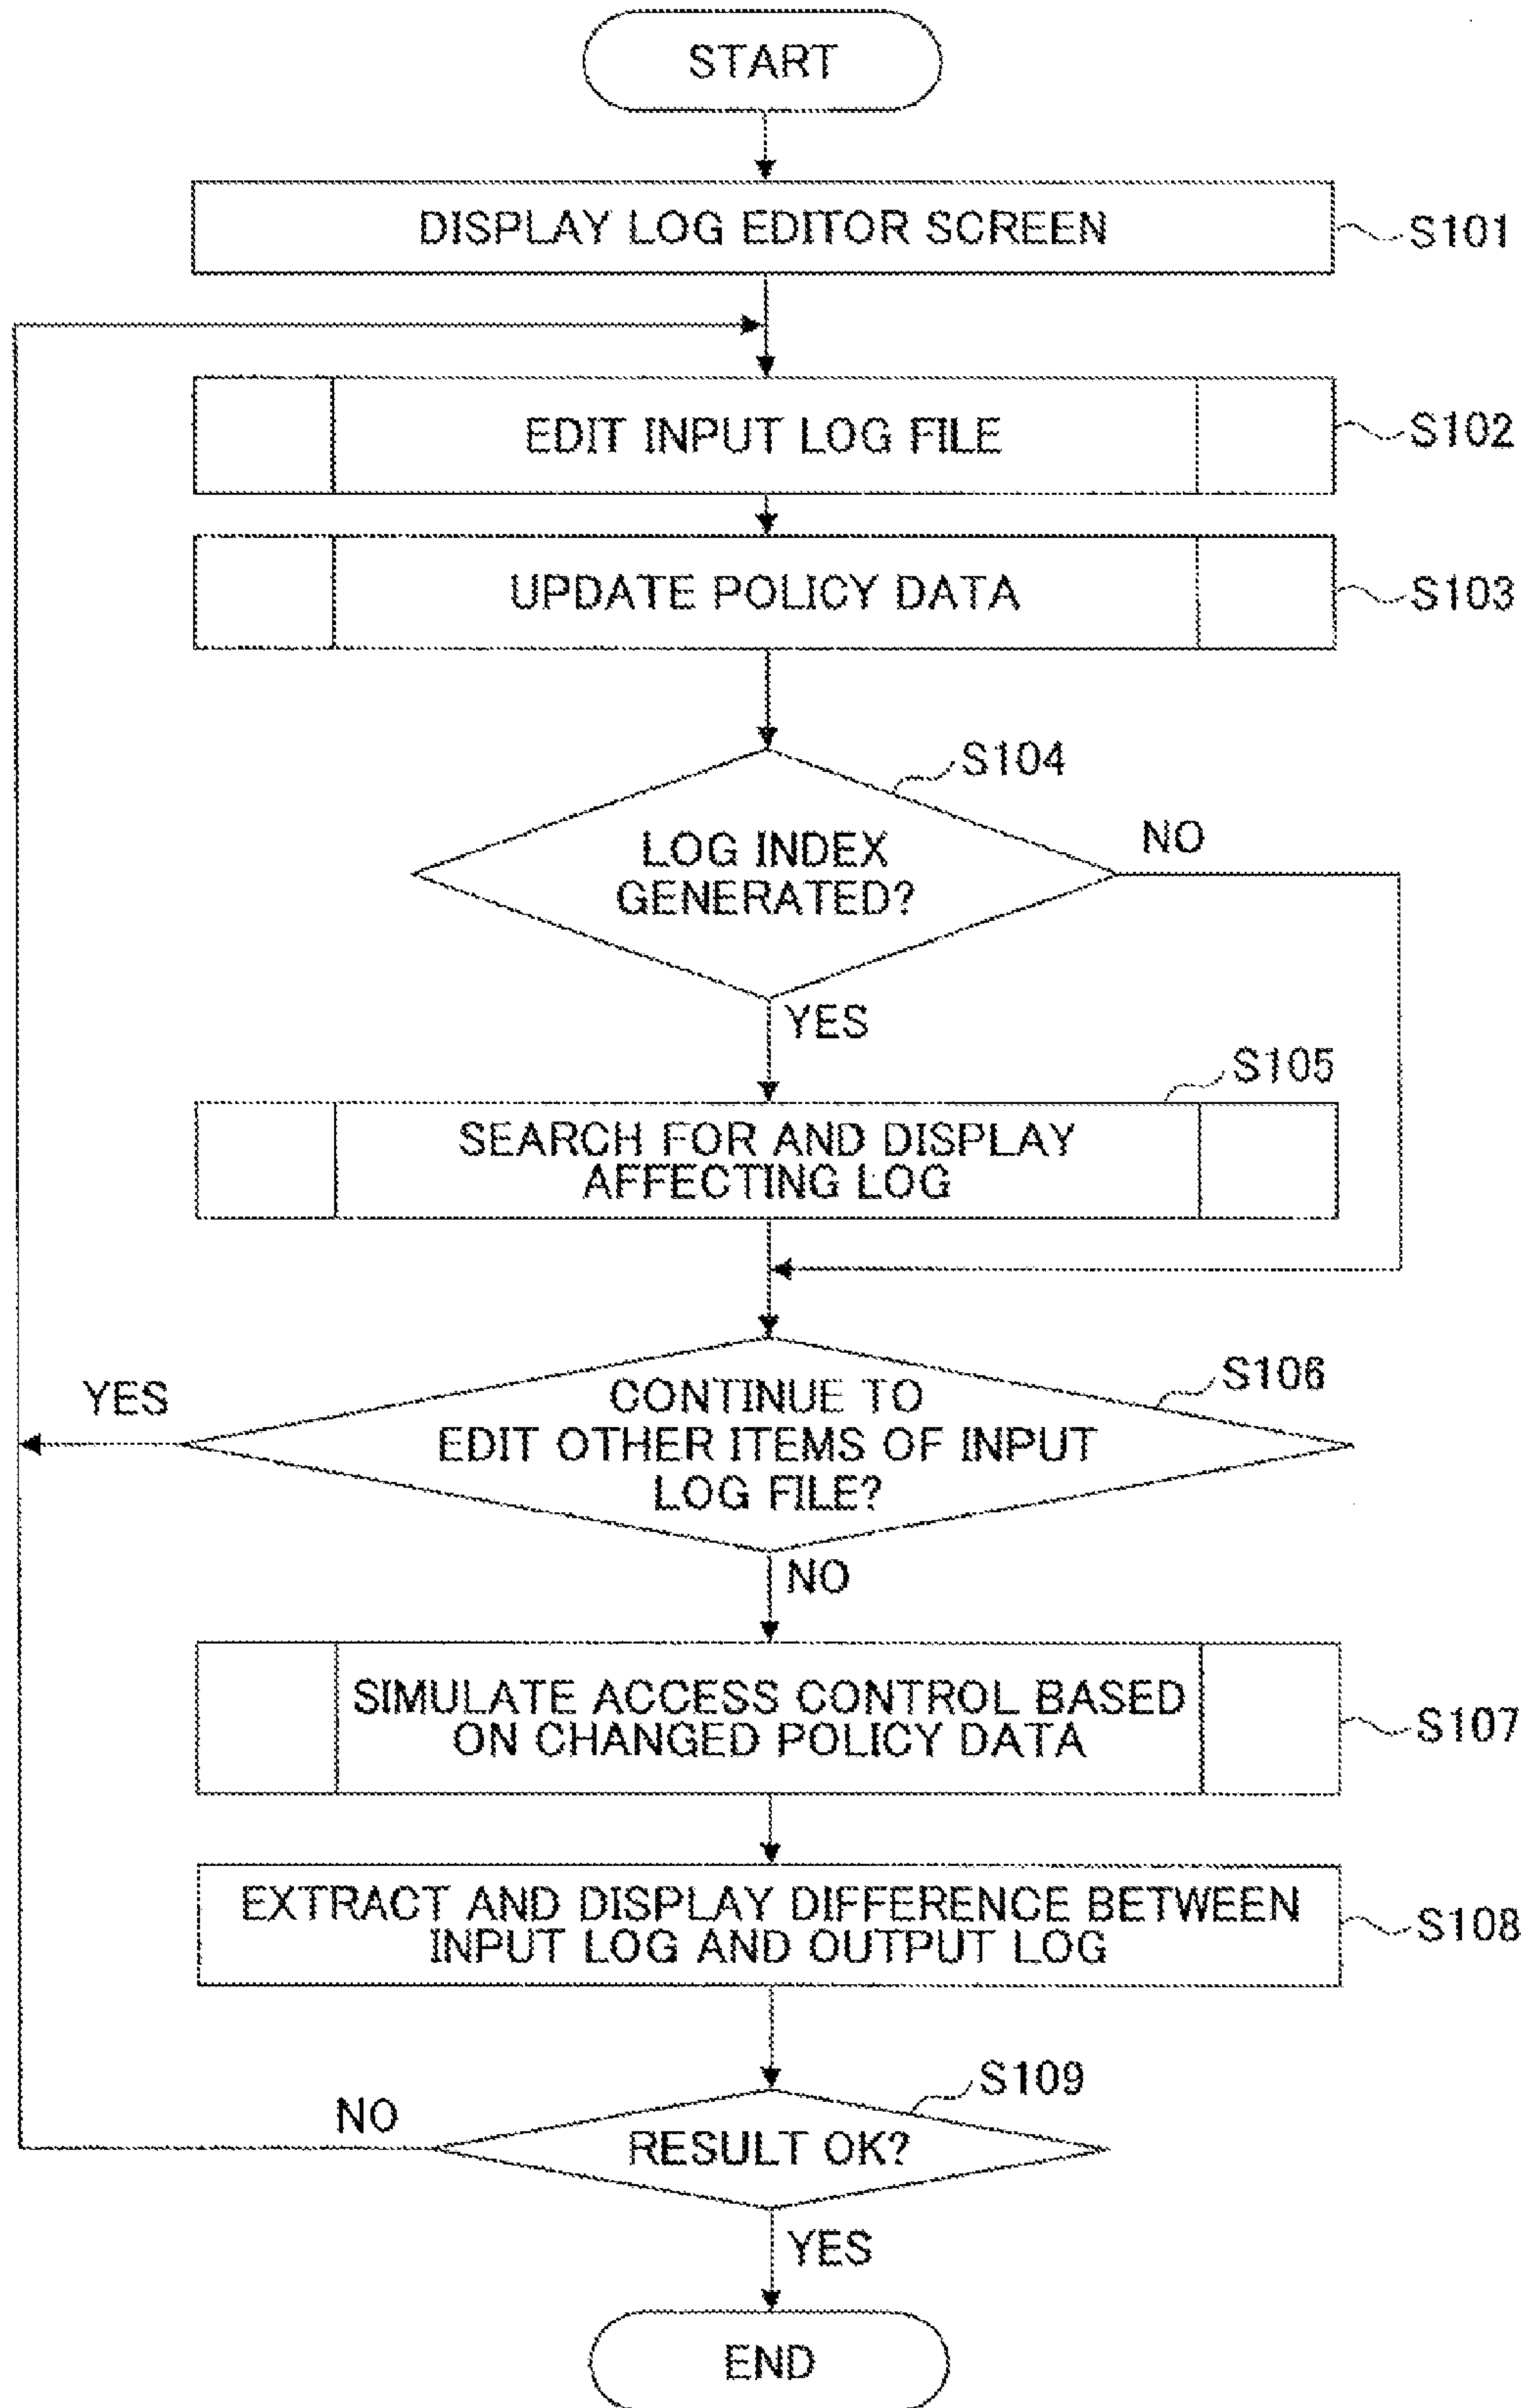 START
DISPLAY LOG EDITOR SCREEN
S101
EDIT INPUT LOG FILE
S102
UPDATE POLICY DATA
S103
S104
LOG INDEX
GENERATED?
NO
YES
S105
SEARCH FOR AND DISPLAY
AFFECTING LOG
S106
YES
CONTINUE TO
EDIT OTHER ITEMS OF INPUT
LOG FILE?
NO
SIMULATE ACCESS CONTROL BASED
ON CHANGED POLICY DATA
S107
EXTRACT AND DISPLAY DIFFERENCE BETWEEN
INPUT LOG AND OUTPUT LOG
S108
S109
NO
RESULT OK?
YES
END